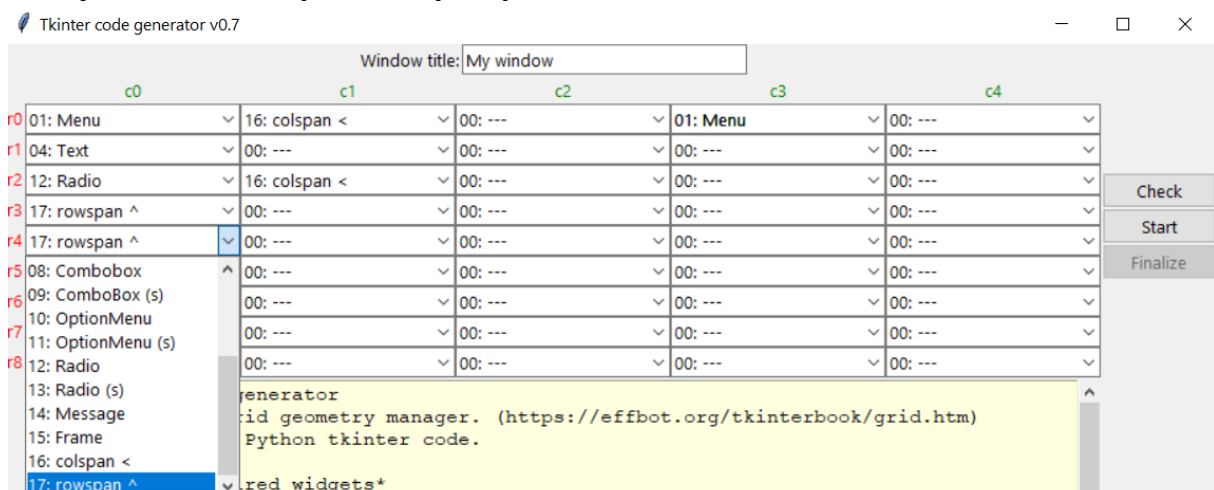 Tkinter code generator v0.7
Window title: My window
c0 c1 c2 c3 c4
r0 01: Menu 16: colspan < 00: --- 01: Menu 00: ---
r1 04: Text 00: --- 00: --- 00: --- 00: ---
r2 12: Radio 16: colspan < 00: --- 00: --- 00: ---
Check
r3 17: rowspan ^ 00: --- 00: --- 00: --- 00: ---
Start
r4 17: rowspan ^ 00: --- 00: --- 00: --- 00: ---
Finalize
r5 08: Combobox 00: --- 00: --- 00: --- 00: ---
09: ComboBox (s)
r6 00: --- 00: --- 00: --- 00: ---
10: OptionMenu
r7 11: OptionMenu (s) 00: --- 00: --- 00: --- 00: ---
r8 12: Radio 00: --- 00: --- 00: --- 00: ---
13: Radio (s)
14: Message
15: Frame
16: colspan <
17: rowspan ^
generator
rid geometry manager. (https://effbot.org/tkinterbook/grid.htm)
Python tkinter code.
red widgets*